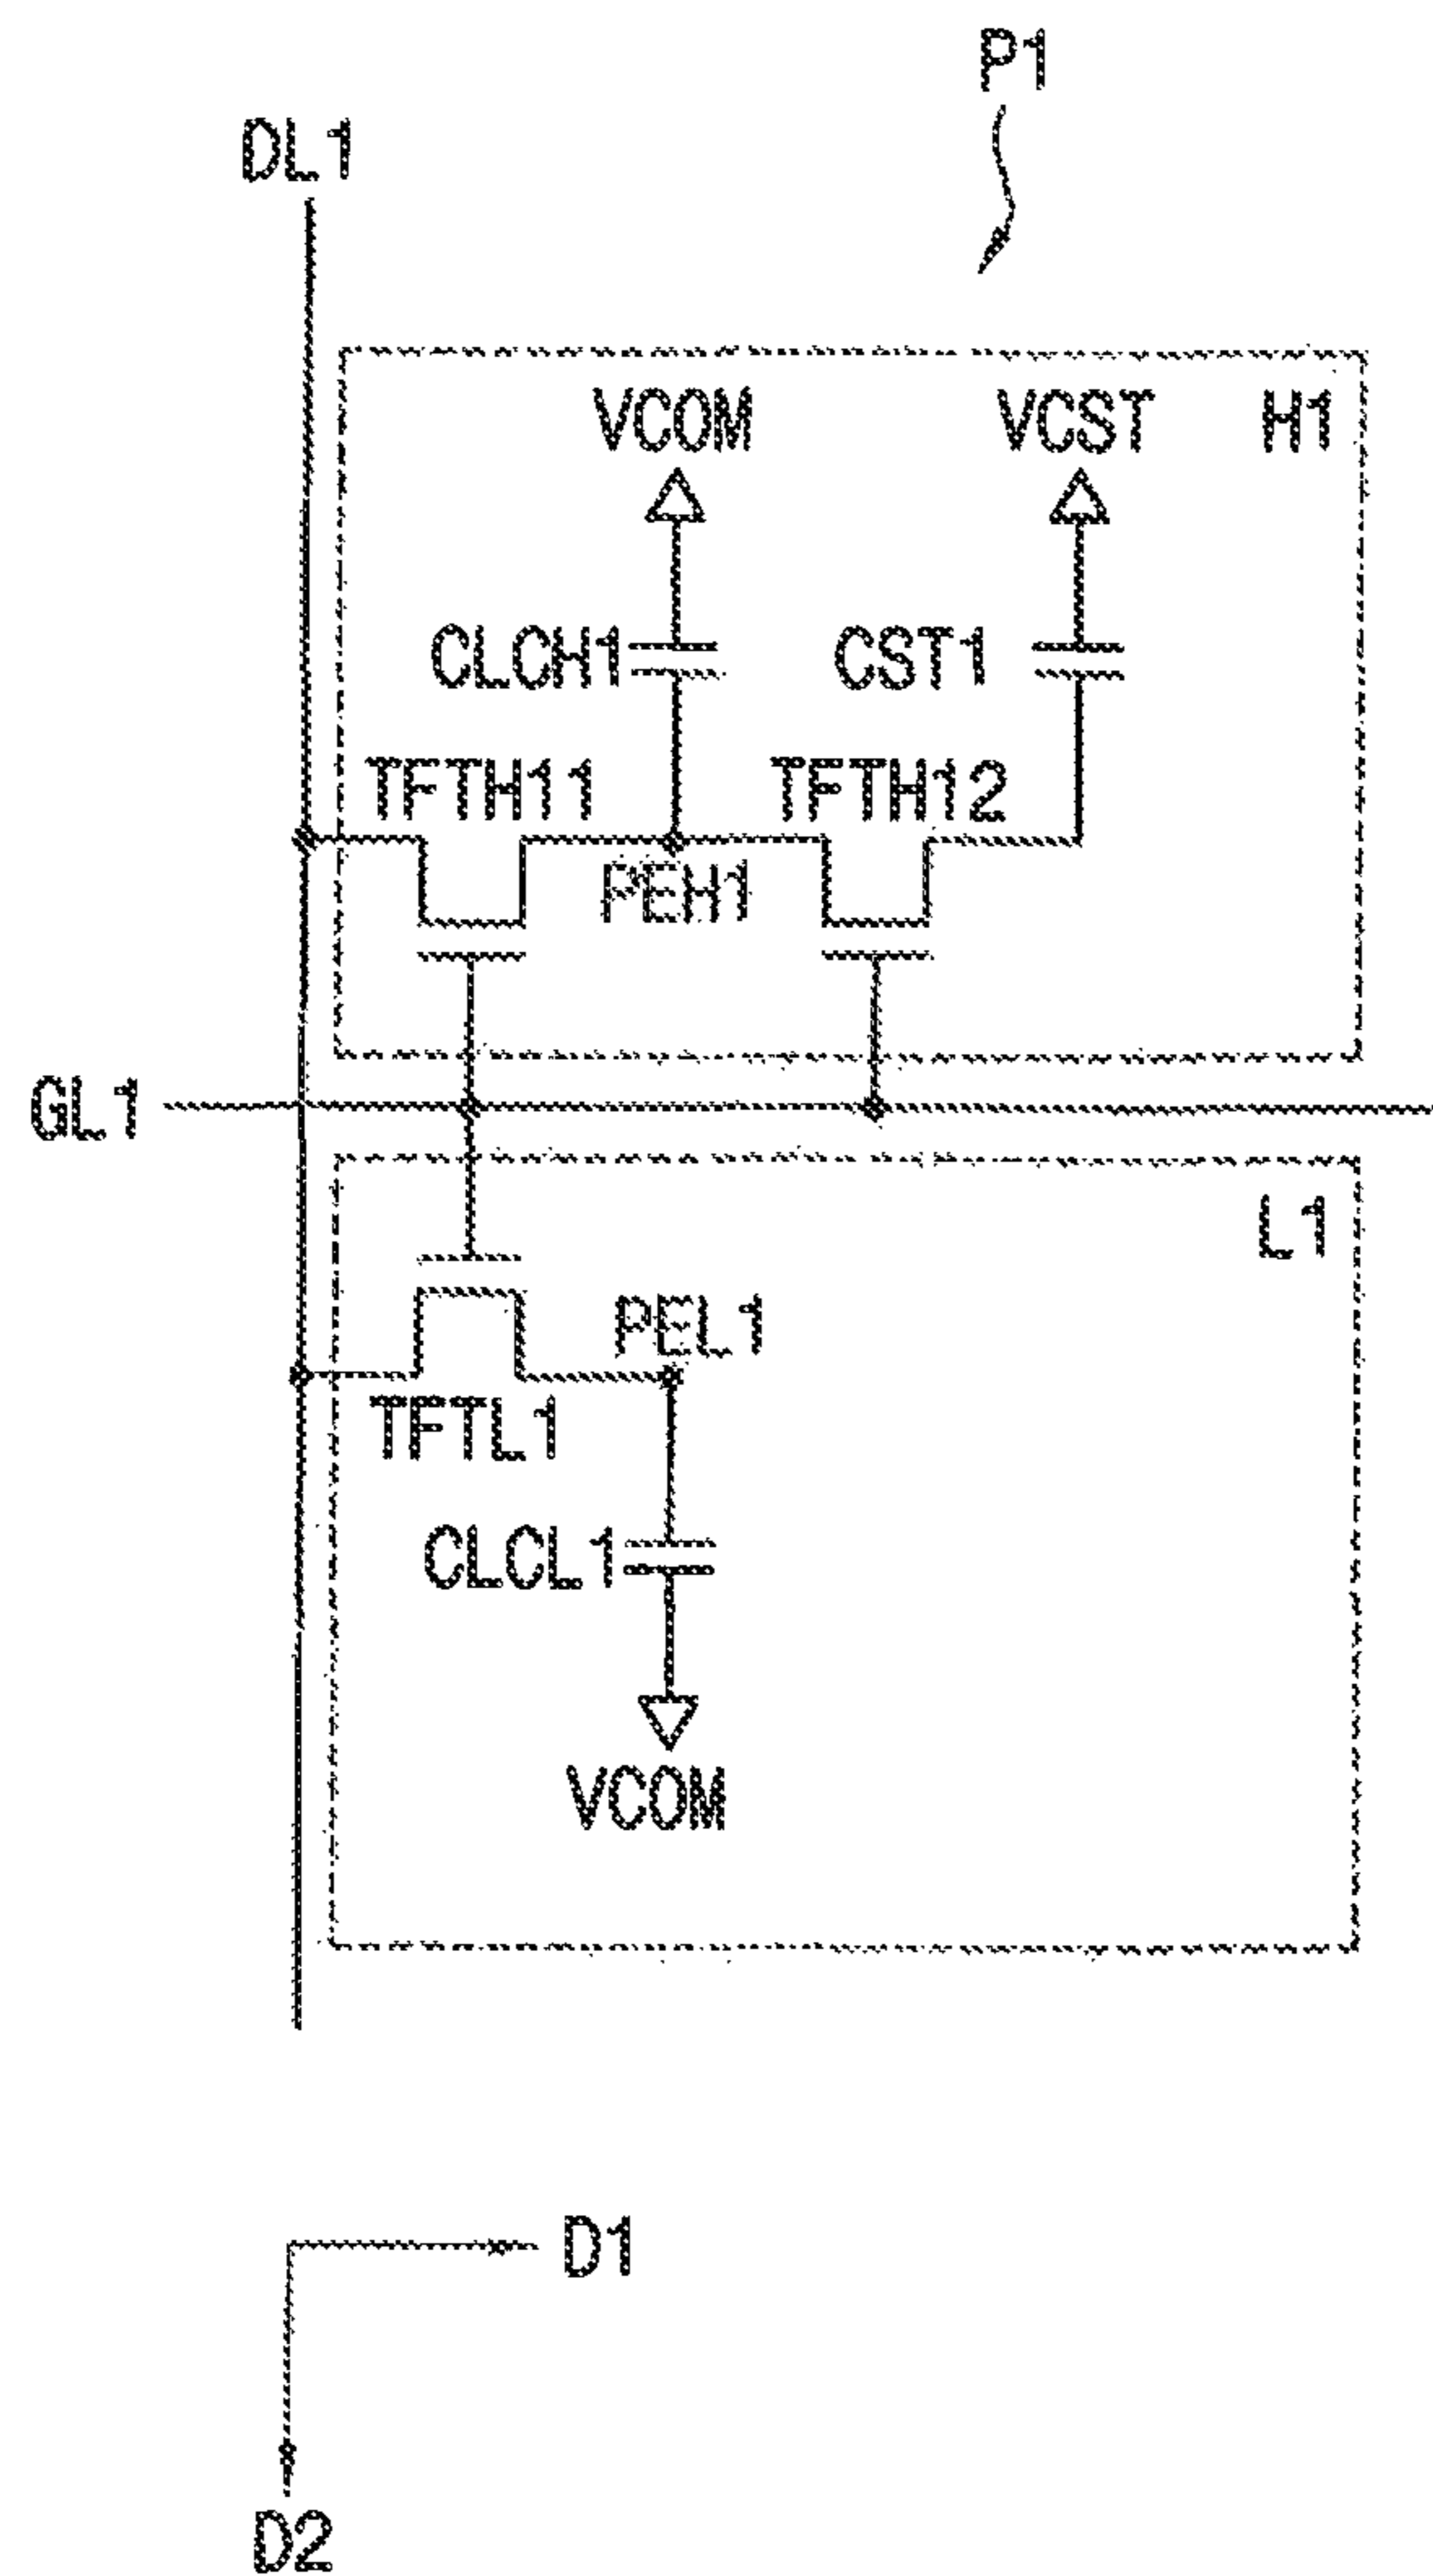 P1
DL1
VCOM VCST H1
CLCH1 CST1
TFTH11 TFTH12
PEH1
GL1
L1
PEL1
TFTL1
CLCL1
VCOM
D1
D2